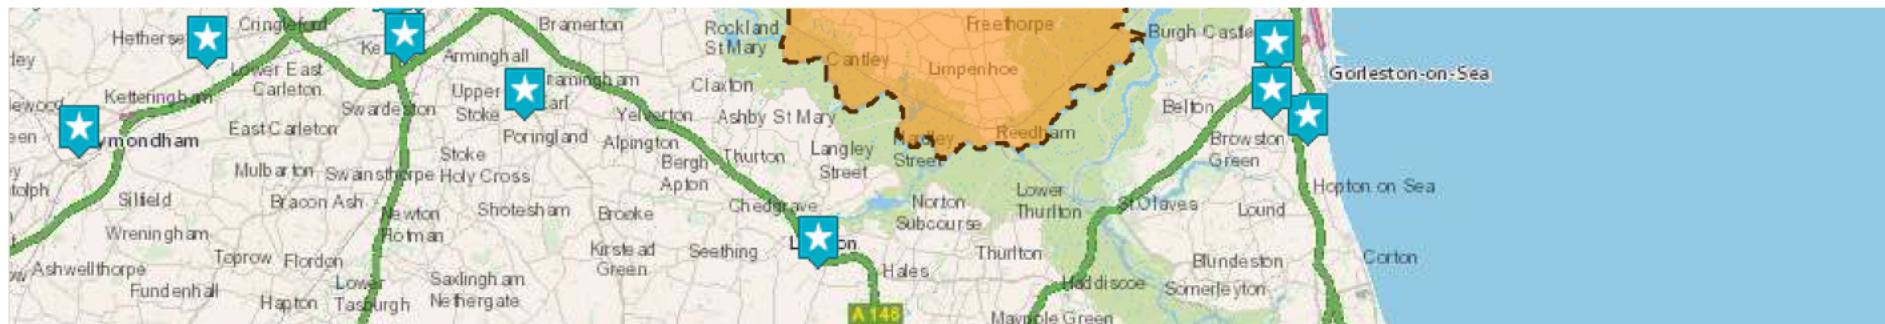 Cringleford
Bramerton
Rockland
St Mary
Freethorpe
Burgh Castle
Arminghall
Cantley
Limpenhoe
Gorleston-on-Sea
Lower East
Carleton
Upper
Stoke
Claxton
Ketteringham
Swardeston
Yelverton
Ashby St Mary
Belton
East Carleton
Poringland
Alpington
Hardley
Street
Reedham
Browston
Green
Stoke
Holy Cross
Bergh
Apton
Thurton
Langley
Street
Mulbarton
Swainsthorpe
Lower
Thurlton
Hopton on Sea
Silfield
Bracon Ash
Newton
Flotman
Shotesham
Brooke
Chedgrave
Norton
Subcourse
St Olaves
Lound
Wreningham
Kirstead
Green
Seething
Thurlton
Corton
Toprow
Flordon
Blundeston
Ashwellthorpe
Fundenhall
Lower
Tasburgh
Saxlingham
Nethergate
Hales
Haddiscoe
Somerleyton
Hapton
A 146
Maypole Green